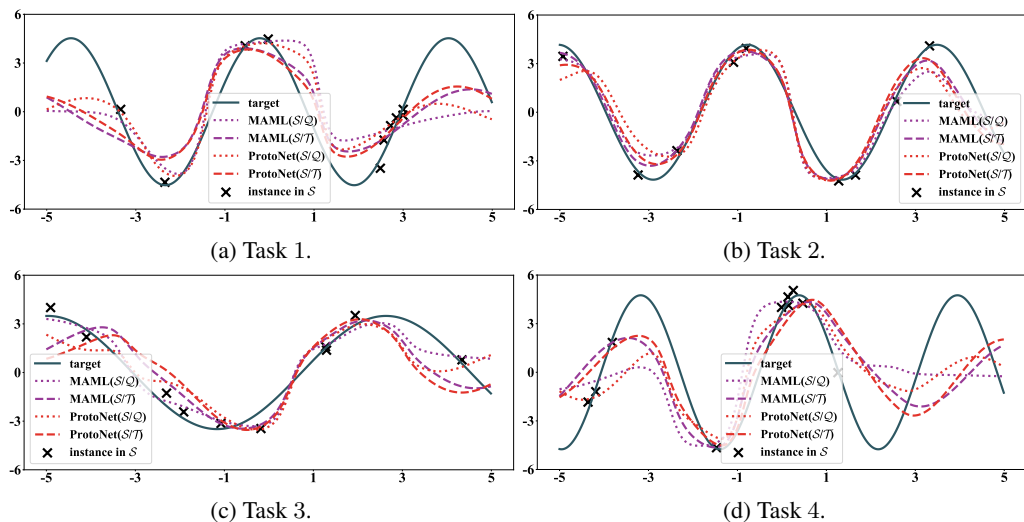 6
3
0
-3
-6
-5
-3
-1
1
3
5
target
MAML(S/Q)
MAML(S/T)
ProtoNet(S/Q)
ProtoNet(S/T)
instance in S
(a) Task 1.
6
3
0
-3
-6
-5
-3
-1
1
3
5
target
MAML(S/Q)
MAML(S/T)
ProtoNet(S/Q)
ProtoNet(S/T)
instance in S
(b) Task 2.
6
3
0
-3
-6
-5
-3
-1
1
3
5
target
MAML(S/Q)
MAML(S/T)
ProtoNet(S/Q)
ProtoNet(S/T)
instance in S
(c) Task 3.
6
3
0
-3
-6
-5
-3
-1
1
3
5
target
MAML(S/Q)
MAML(S/T)
ProtoNet(S/Q)
ProtoNet(S/T)
instance in S
(d) Task 4.